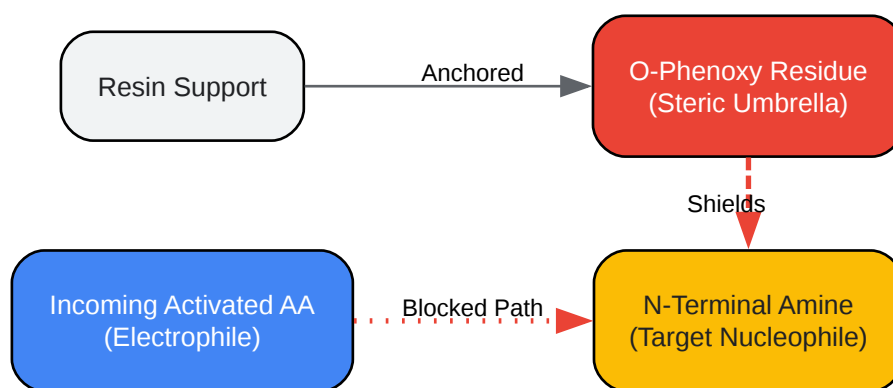 Resin Support
Anchored
O-Phenoxy Residue
(Steric Umbrella)
Shields
Incoming Activated AA
(Electrophile)
Blocked Path
N-Terminal Amine
(Target Nucleophile)